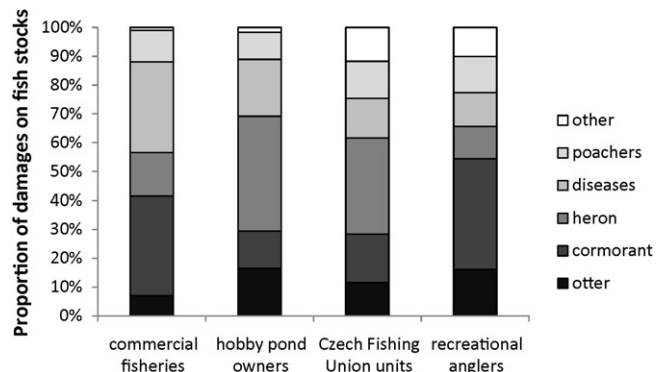 Proportion of damages on fish stocks
100%
90%
80%
70%
60%
50%
40%
30%
20%
10%
0%
commercial
fisheries
hobby pond
owners
Czech Fishing
Union units
recreational
anglers
other
poachers
diseases
heron
cormorant
otter